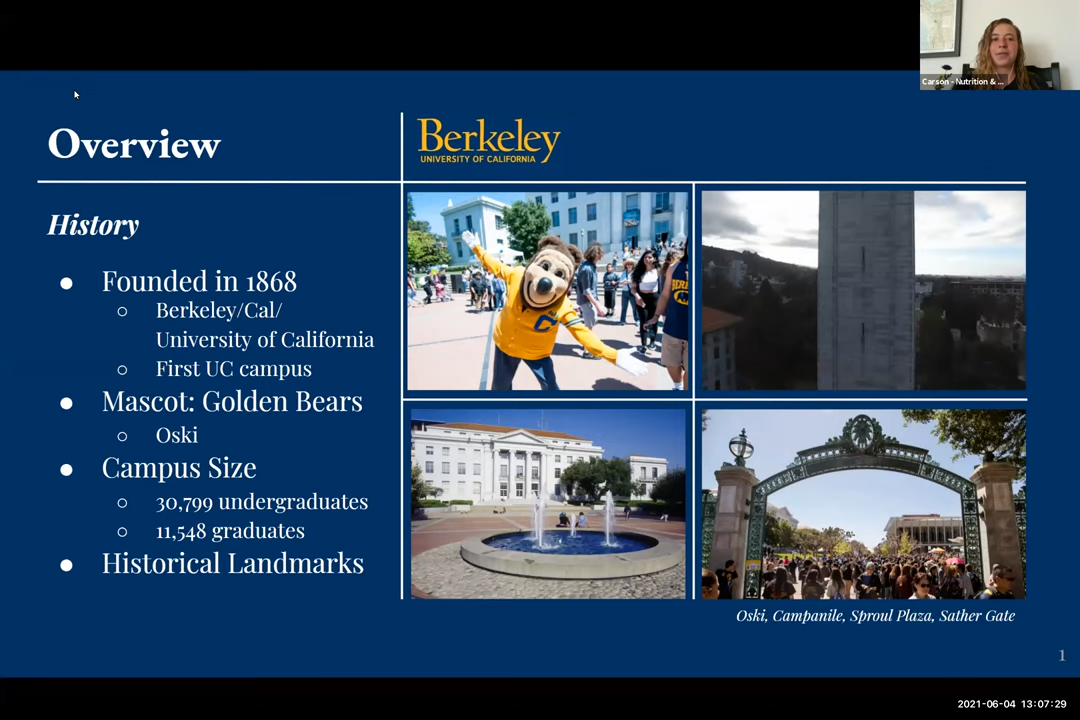 Carson - Nutrition & ...
Overview
Berkeley
UNIVERSITY OF CALIFORNIA
History
● Founded in 1868
○ Berkeley/Cal/
University of California
○ First UC campus
● Mascot: Golden Bears
○ Oski
● Campus Size
○ 30,799 undergraduates
○ 11,548 graduates
● Historical Landmarks
C
Oski, Campanile, Sproul Plaza, Sather Gate
1
2021-06-04 13:07:29